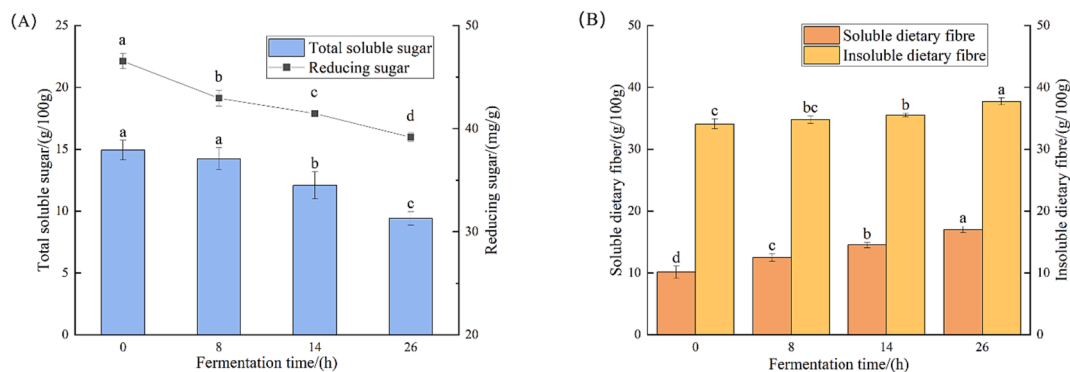 (A)
25
20
15
10
5
0
Total soluble sugar/(g/100g)
50
40
30
20
Reducing sugar/(mg/g)
Total soluble sugar
Reducing sugar
a
b
c
d
a
a
b
c
0 8 14 26
Fermentation time/(h)
(B)
50
40
30
20
10
0
Soluble dietary fiber/(g/100g)
50
40
30
20
10
0
Insoluble dietary fibre/(g/100g)
Soluble dietary fibre
Insoluble dietary fibre
c
bc
b
a
d
c
b
a
0 8 14 26
Fermentation time/(h)